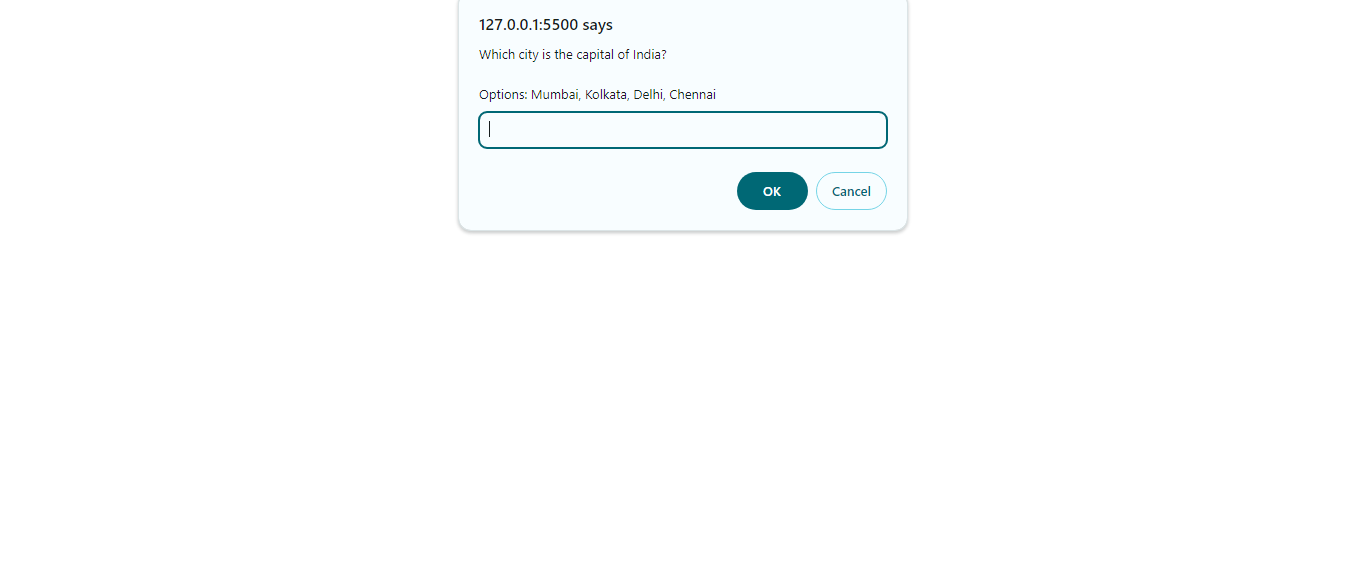 127.0.0.1:5500 says
Which city is the capital of India?
Options: Mumbai, Kolkata, Delhi, Chennai
OK
Cancel